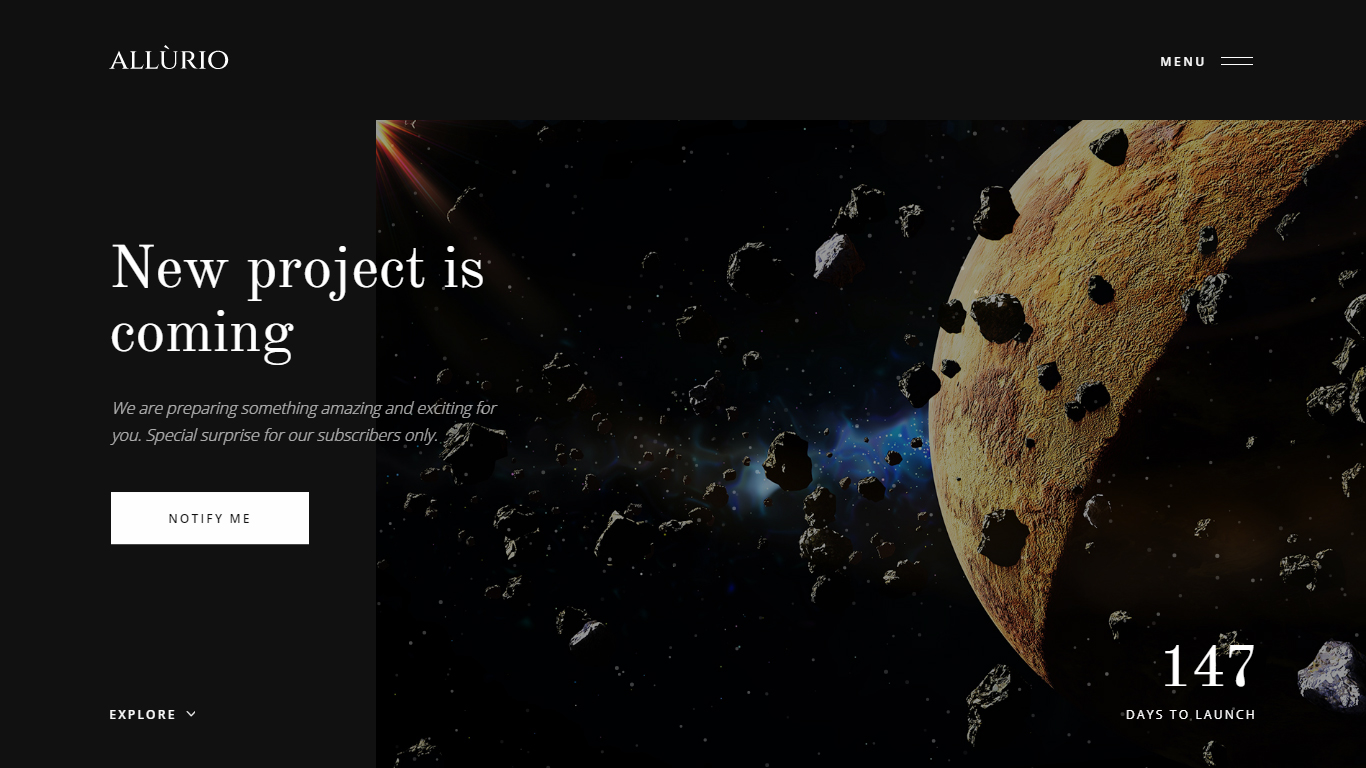 ALLÙRIO
MENU
New project is
coming
We are preparing something amazing and exciting for
you. Special surprise for our subscribers only.
NOTIFY ME
EXPLORE
147
DAYS TO LAUNCH